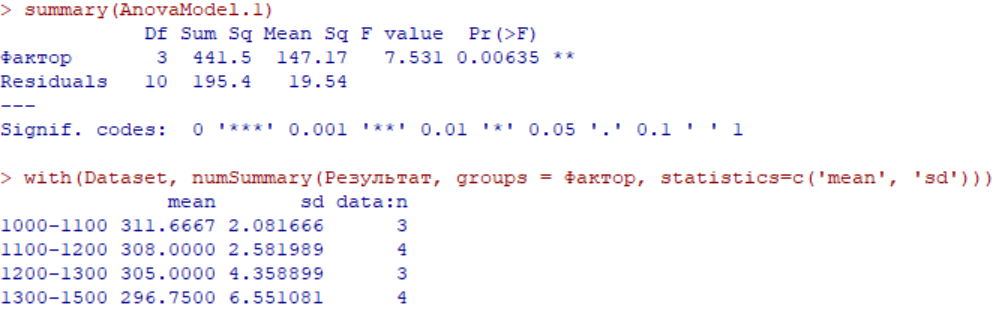 > summary(AnovaModel.1)
            Df Sum Sq Mean Sq F value  Pr(>F)
Фактор       3  441.5  147.17   7.531 0.00635 **
Residuals   10  195.4   19.54
---
Signif. codes:  0 '***' 0.001 '**' 0.01 '*' 0.05 '.' 0.1 ' ' 1
> with(Dataset, numSummary(Результат, groups = Фактор, statistics=c('mean', 'sd')))
              mean       sd data:n
1000-1100 311.6667 2.081666      3
1100-1200 308.0000 2.581989      4
1200-1300 305.0000 4.358899      3
1300-1500 296.7500 6.551081      4